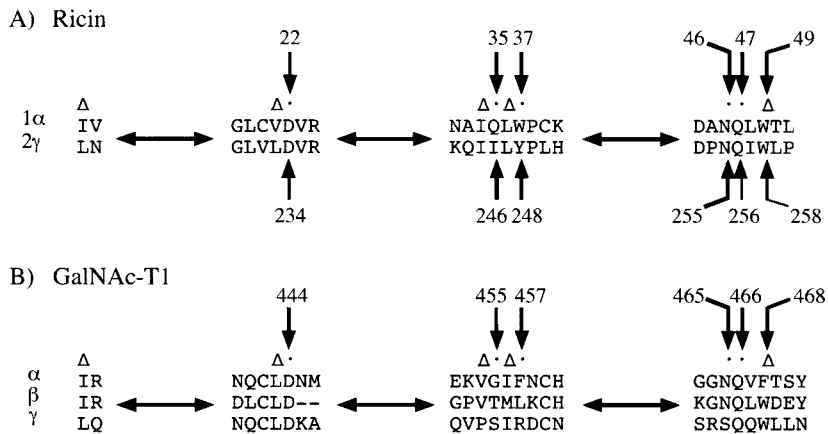 A) Ricin
22 35 37 46 47 49
Δ Δ · Δ · Δ · · · Δ
1α IV GLCVDVR NAIQLWPCK DANQLWTL
2γ LN GLVLDVR KQIILYPLH DPNQIWLP
234 246 248 255 256 258
B) GalNAc-T1
444 455 457 465 466 468
Δ Δ · Δ · Δ · · · Δ
α IR NQCLDNM EKVGIFNCH GGNQVFTSY
β IR DLCLD-- GPVTMLKCH KGNQLWDEY
γ LQ NQCLDKA QVPSIRDCN SRSQQWLLN